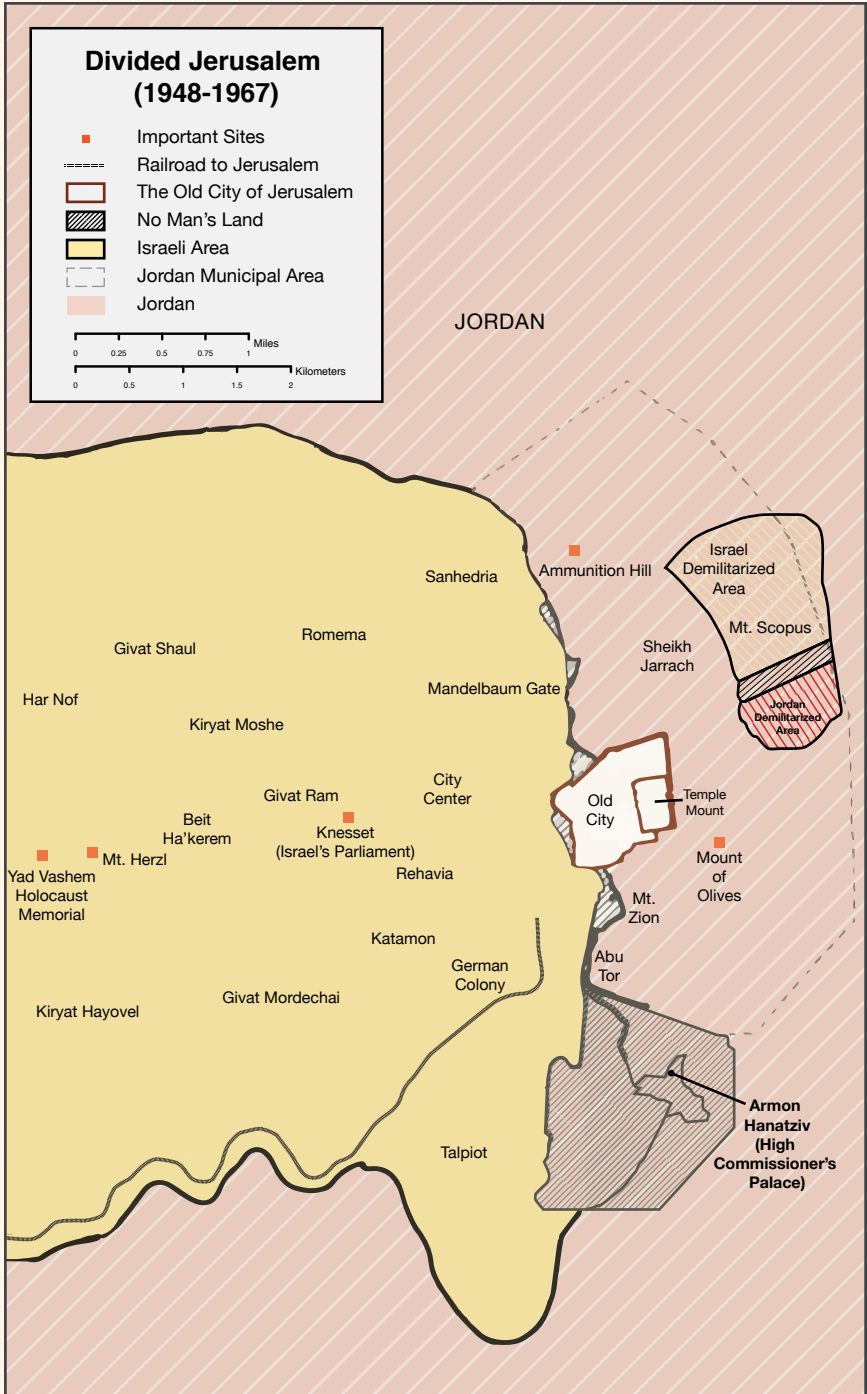 Divided Jerusalem
(1948-1967)
Important Sites
Railroad to Jerusalem
The Old City of Jerusalem
No Man's Land
Israeli Area
Jordan Municipal Area
Jordan
Miles
0 0.25 0.5 0.75 1
Kilometers
0 0.5 1 1.5 2
JORDAN
Israel
Demilitarized
Area
Ammunition Hill
Sanhedria
Mt. Scopus
Romema
Givat Shaul
Sheikh
Jarrach
Mandelbaum Gate
Har Nof
Jordan
Demilitarized
Area
Kiryat Moshe
City
Center
Givat Ram
Old
City
Temple
Mount
Beit
Ha'kerem
Knesset
(Israel's Parliament)
Mt. Herzl
Mount
of
Olives
Yad Vashem
Holocaust
Memorial
Rehavia
Mt.
Zion
Katamon
German
Colony
Abu
Tor
Givat Mordechai
Kiryat Hayovel
Armon
Hanatziv
(High
Commissioner's
Palace)
Talpiot